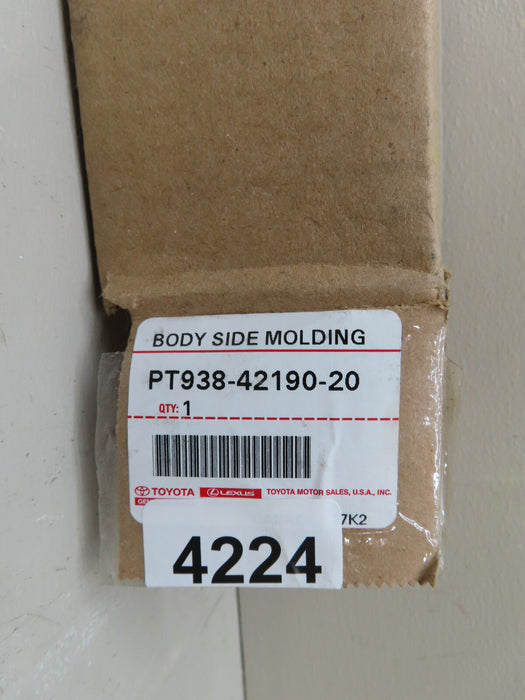 BODY SIDE MOLDING
PT938-42190-20
QTY: 1
TOYOTA LEXUS TOYOTA MOTOR SALES, U.S.A., INC.
7K2
4224